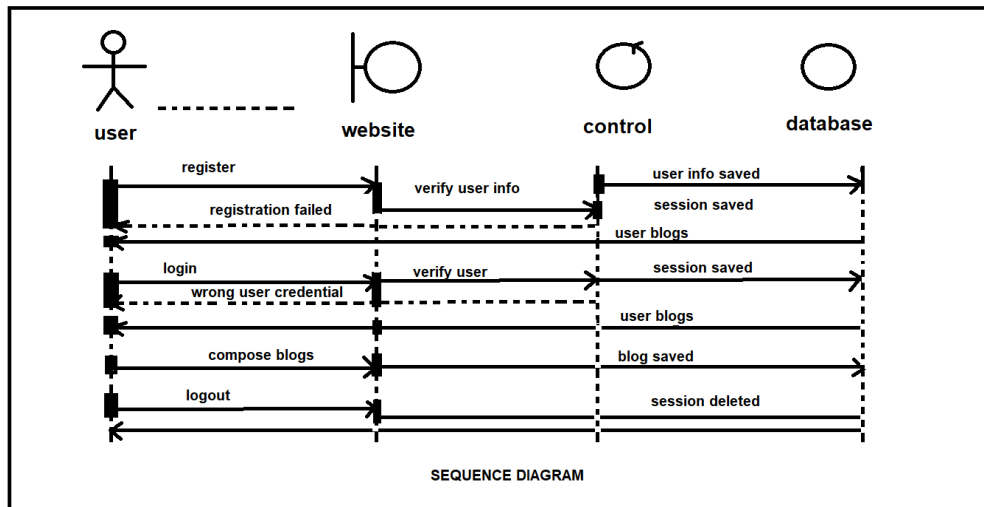 user
website
control
database
register
user info saved
verify user info
registration failed
session saved
user blogs
login
verify user
session saved
wrong user credential
user blogs
compose blogs
blog saved
logout
session deleted
SEQUENCE DIAGRAM